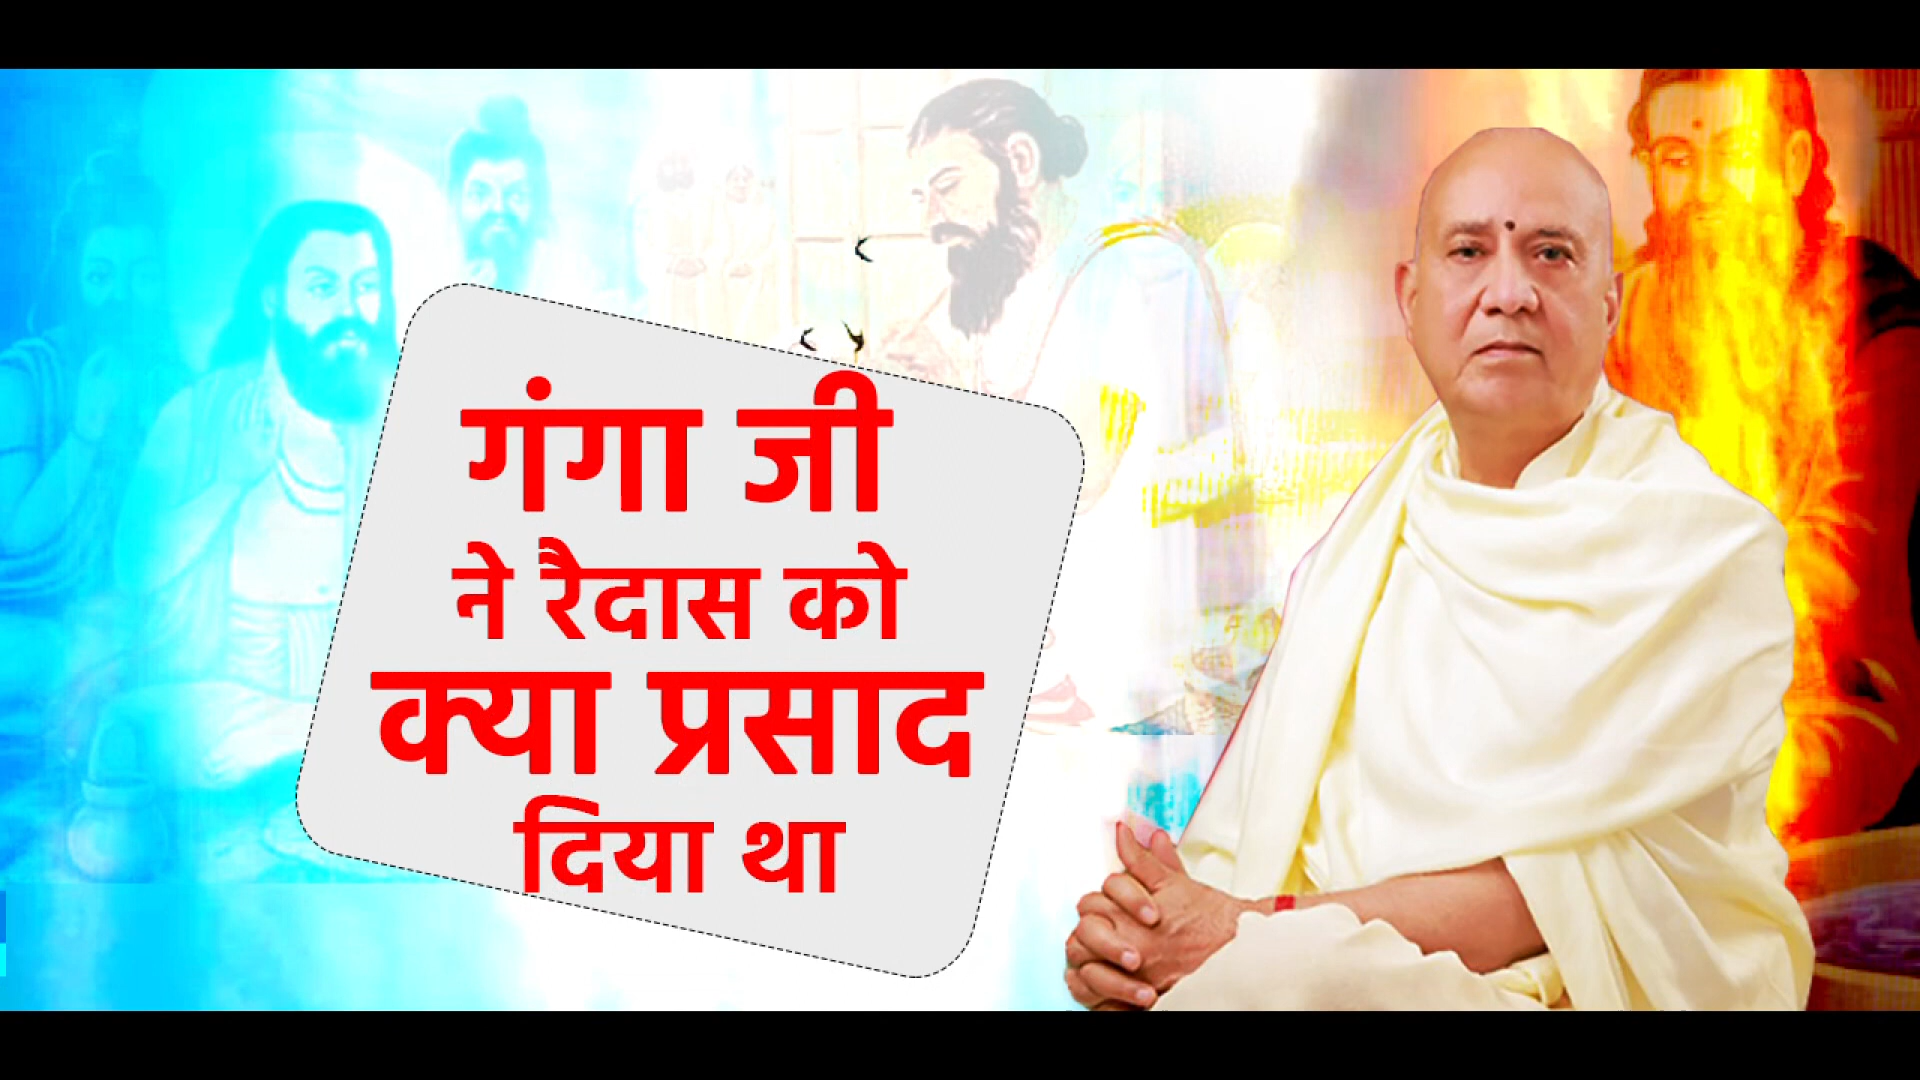 गंगा जी
ने रैदास को
क्या प्रसाद
दिया था